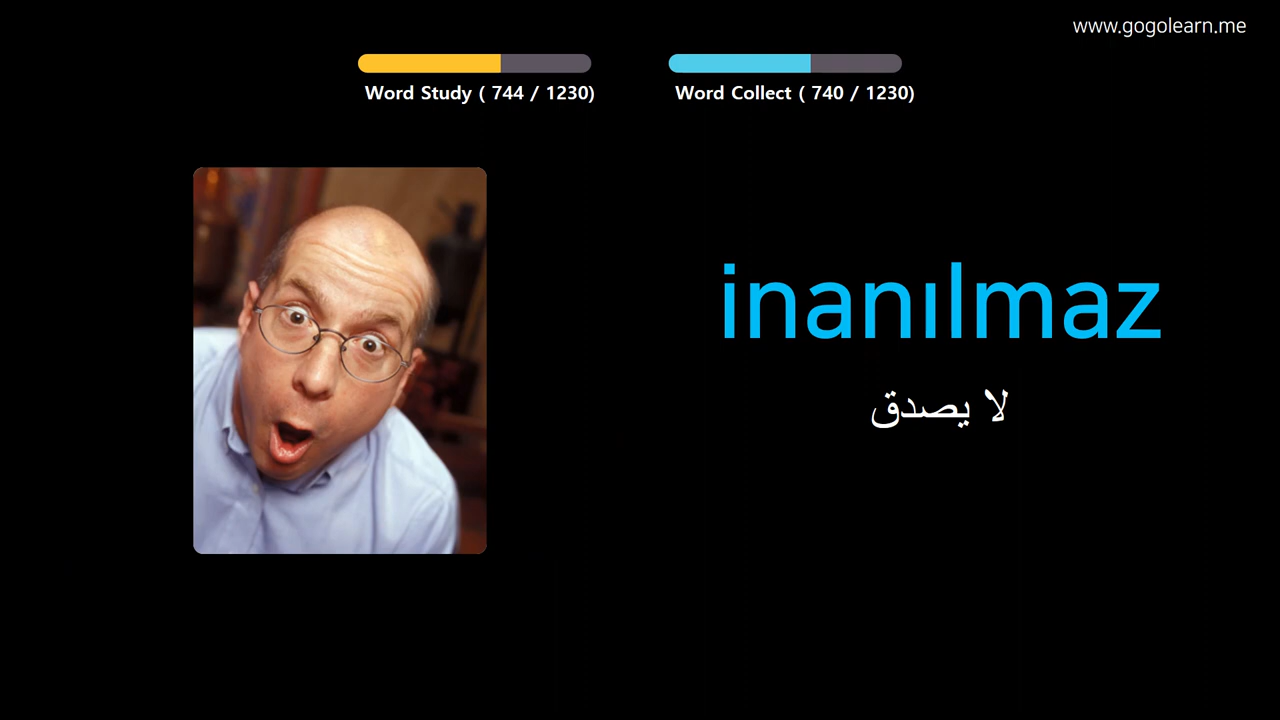 www.gogolearn.me
Word Study ( 744 / 1230)
Word Collect ( 740 / 1230)
inanılmaz
لا يصدق